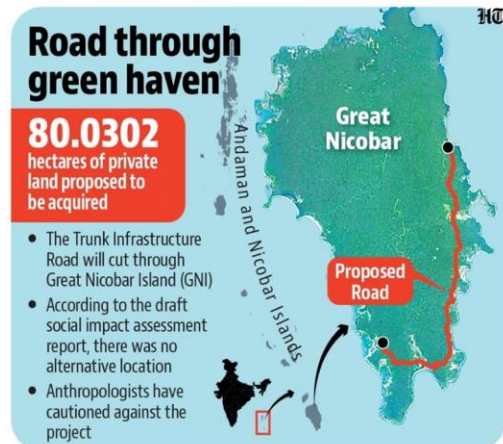 HT
Road through
green haven
80.0302
hectares of private
land proposed to
be acquired
• The Trunk Infrastructure
Road will cut through
Great Nicobar Island (GNI)
• According to the draft
social impact assessment
report, there was no
alternative location
• Anthropologists have
cautioned against the
project
Andaman and Nicobar Islands
Great
Nicobar
Proposed
Road